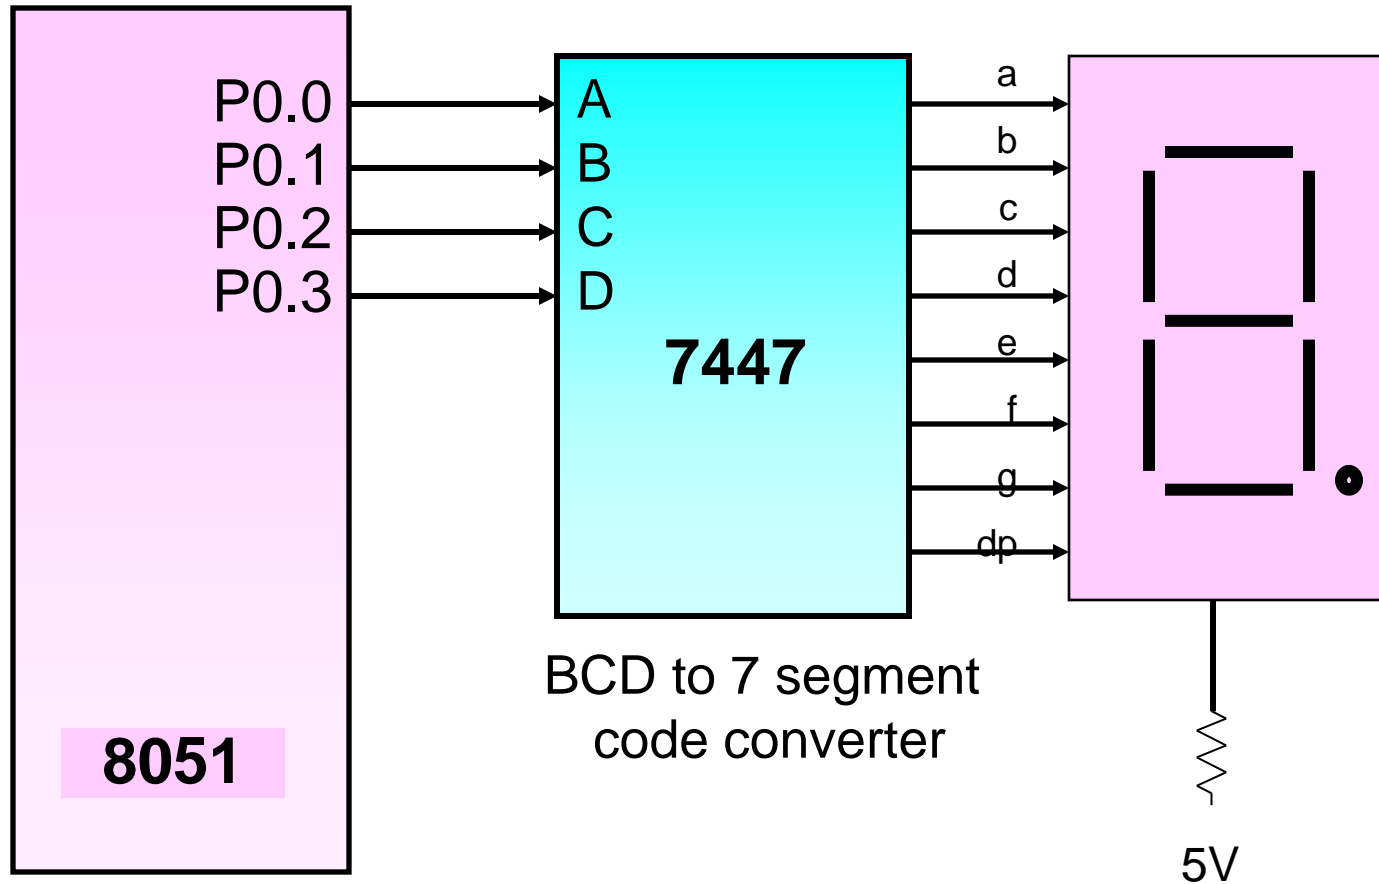 P0.0
P0.1
P0.2
P0.3
8051
A
B
C
D
7447
BCD to 7 segment
code converter
a
b
c
d
e
f
g
dp
5V